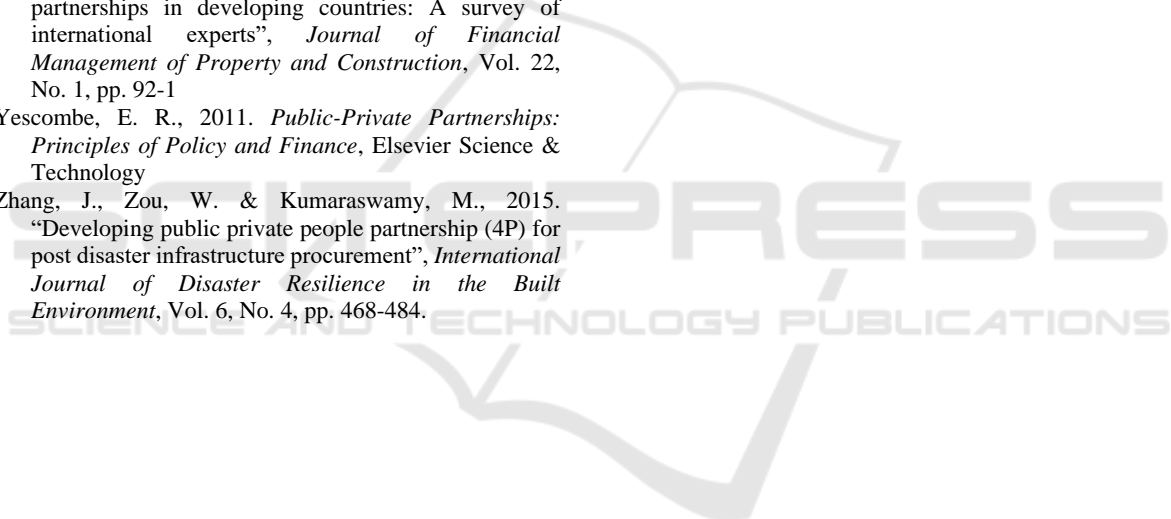 partnerships in developing countries: A survey of
international experts”, Journal of Financial
Management of Property and Construction, Vol. 22,
No. 1, pp. 92-1
Yescombe, E. R., 2011. Public-Private Partnerships:
Principles of Policy and Finance, Elsevier Science &
Technology
Zhang, J., Zou, W. & Kumaraswamy, M., 2015.
“Developing public private people partnership (4P) for
post disaster infrastructure procurement”, International
Journal of Disaster Resilience in the Built
Environment, Vol. 6, No. 4, pp. 468-484.
SCITEPRESS
SCIENCE AND TECHNOLOGY PUBLICATIONS